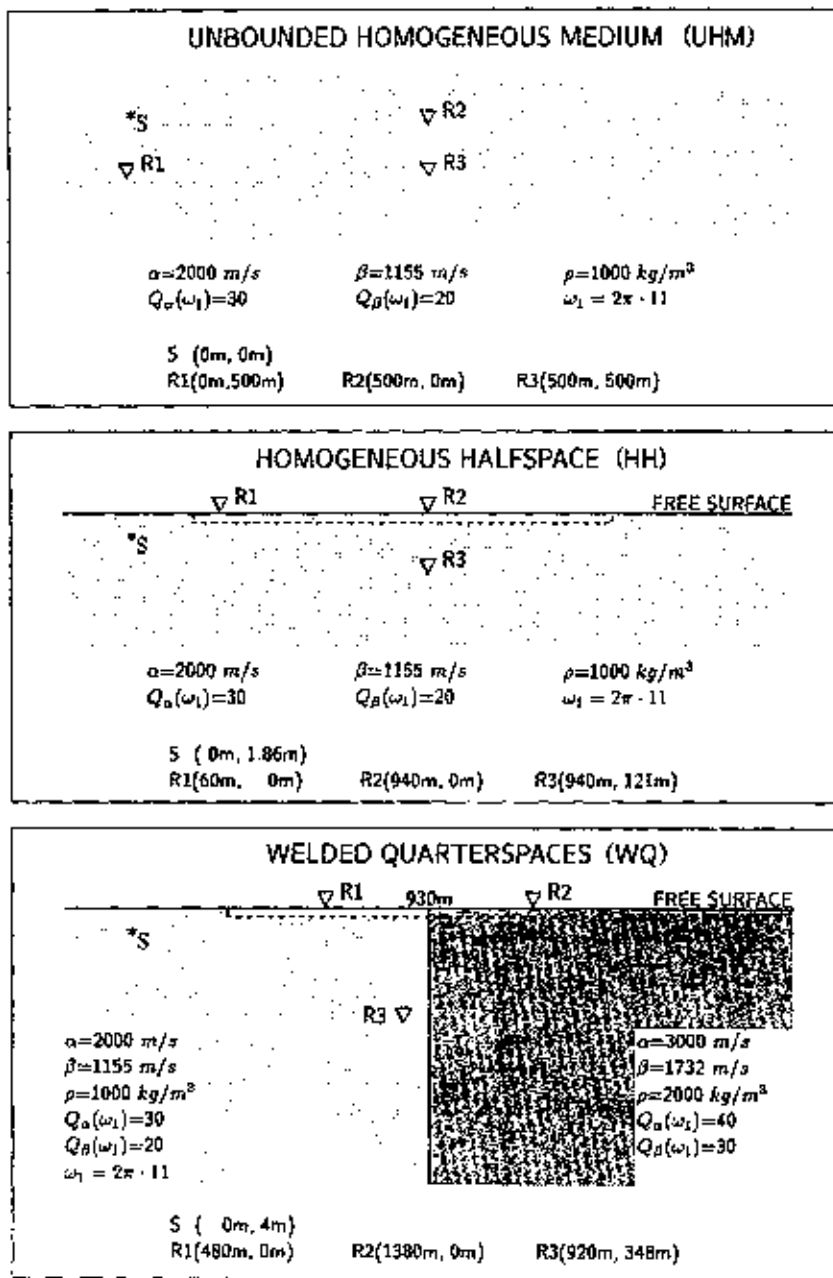 UNBOUNDED HOMOGENEOUS MEDIUM (UHM)
*S R2
R1 R3
α=2000 m/s β=1155 m/s ρ=1000 kg/m³
Qα(ω₁)=30 Qβ(ω₁)=20 ω₁ = 2π · 11
S (0m, 0m)
R1(0m,500m) R2(500m, 0m) R3(500m, 500m)
HOMOGENEOUS HALFSPACE (HH)
R1 R2 FREE SURFACE
*S
R3
α=2000 m/s β=1155 m/s ρ=1000 kg/m³
Qα(ω₁)=30 Qβ(ω₁)=20 ω₁ = 2π · 11
S ( 0m, 1.86m)
R1(60m, 0m) R2(940m, 0m) R3(940m, 121m)
WELDED QUARTERSPACES (WQ)
R1 930m R2 FREE SURFACE
*S
R3
α=2000 m/s
β=1155 m/s
ρ=1000 kg/m³
Qα(ω₁)=30
Qβ(ω₁)=20
ω₁ = 2π · 11
α=3000 m/s
β=1732 m/s
ρ=2000 kg/m³
Qα(ω₁)=40
Qβ(ω₁)=30
S ( 0m, 4m)
R1(480m, 0m) R2(1380m, 0m) R3(920m, 348m)